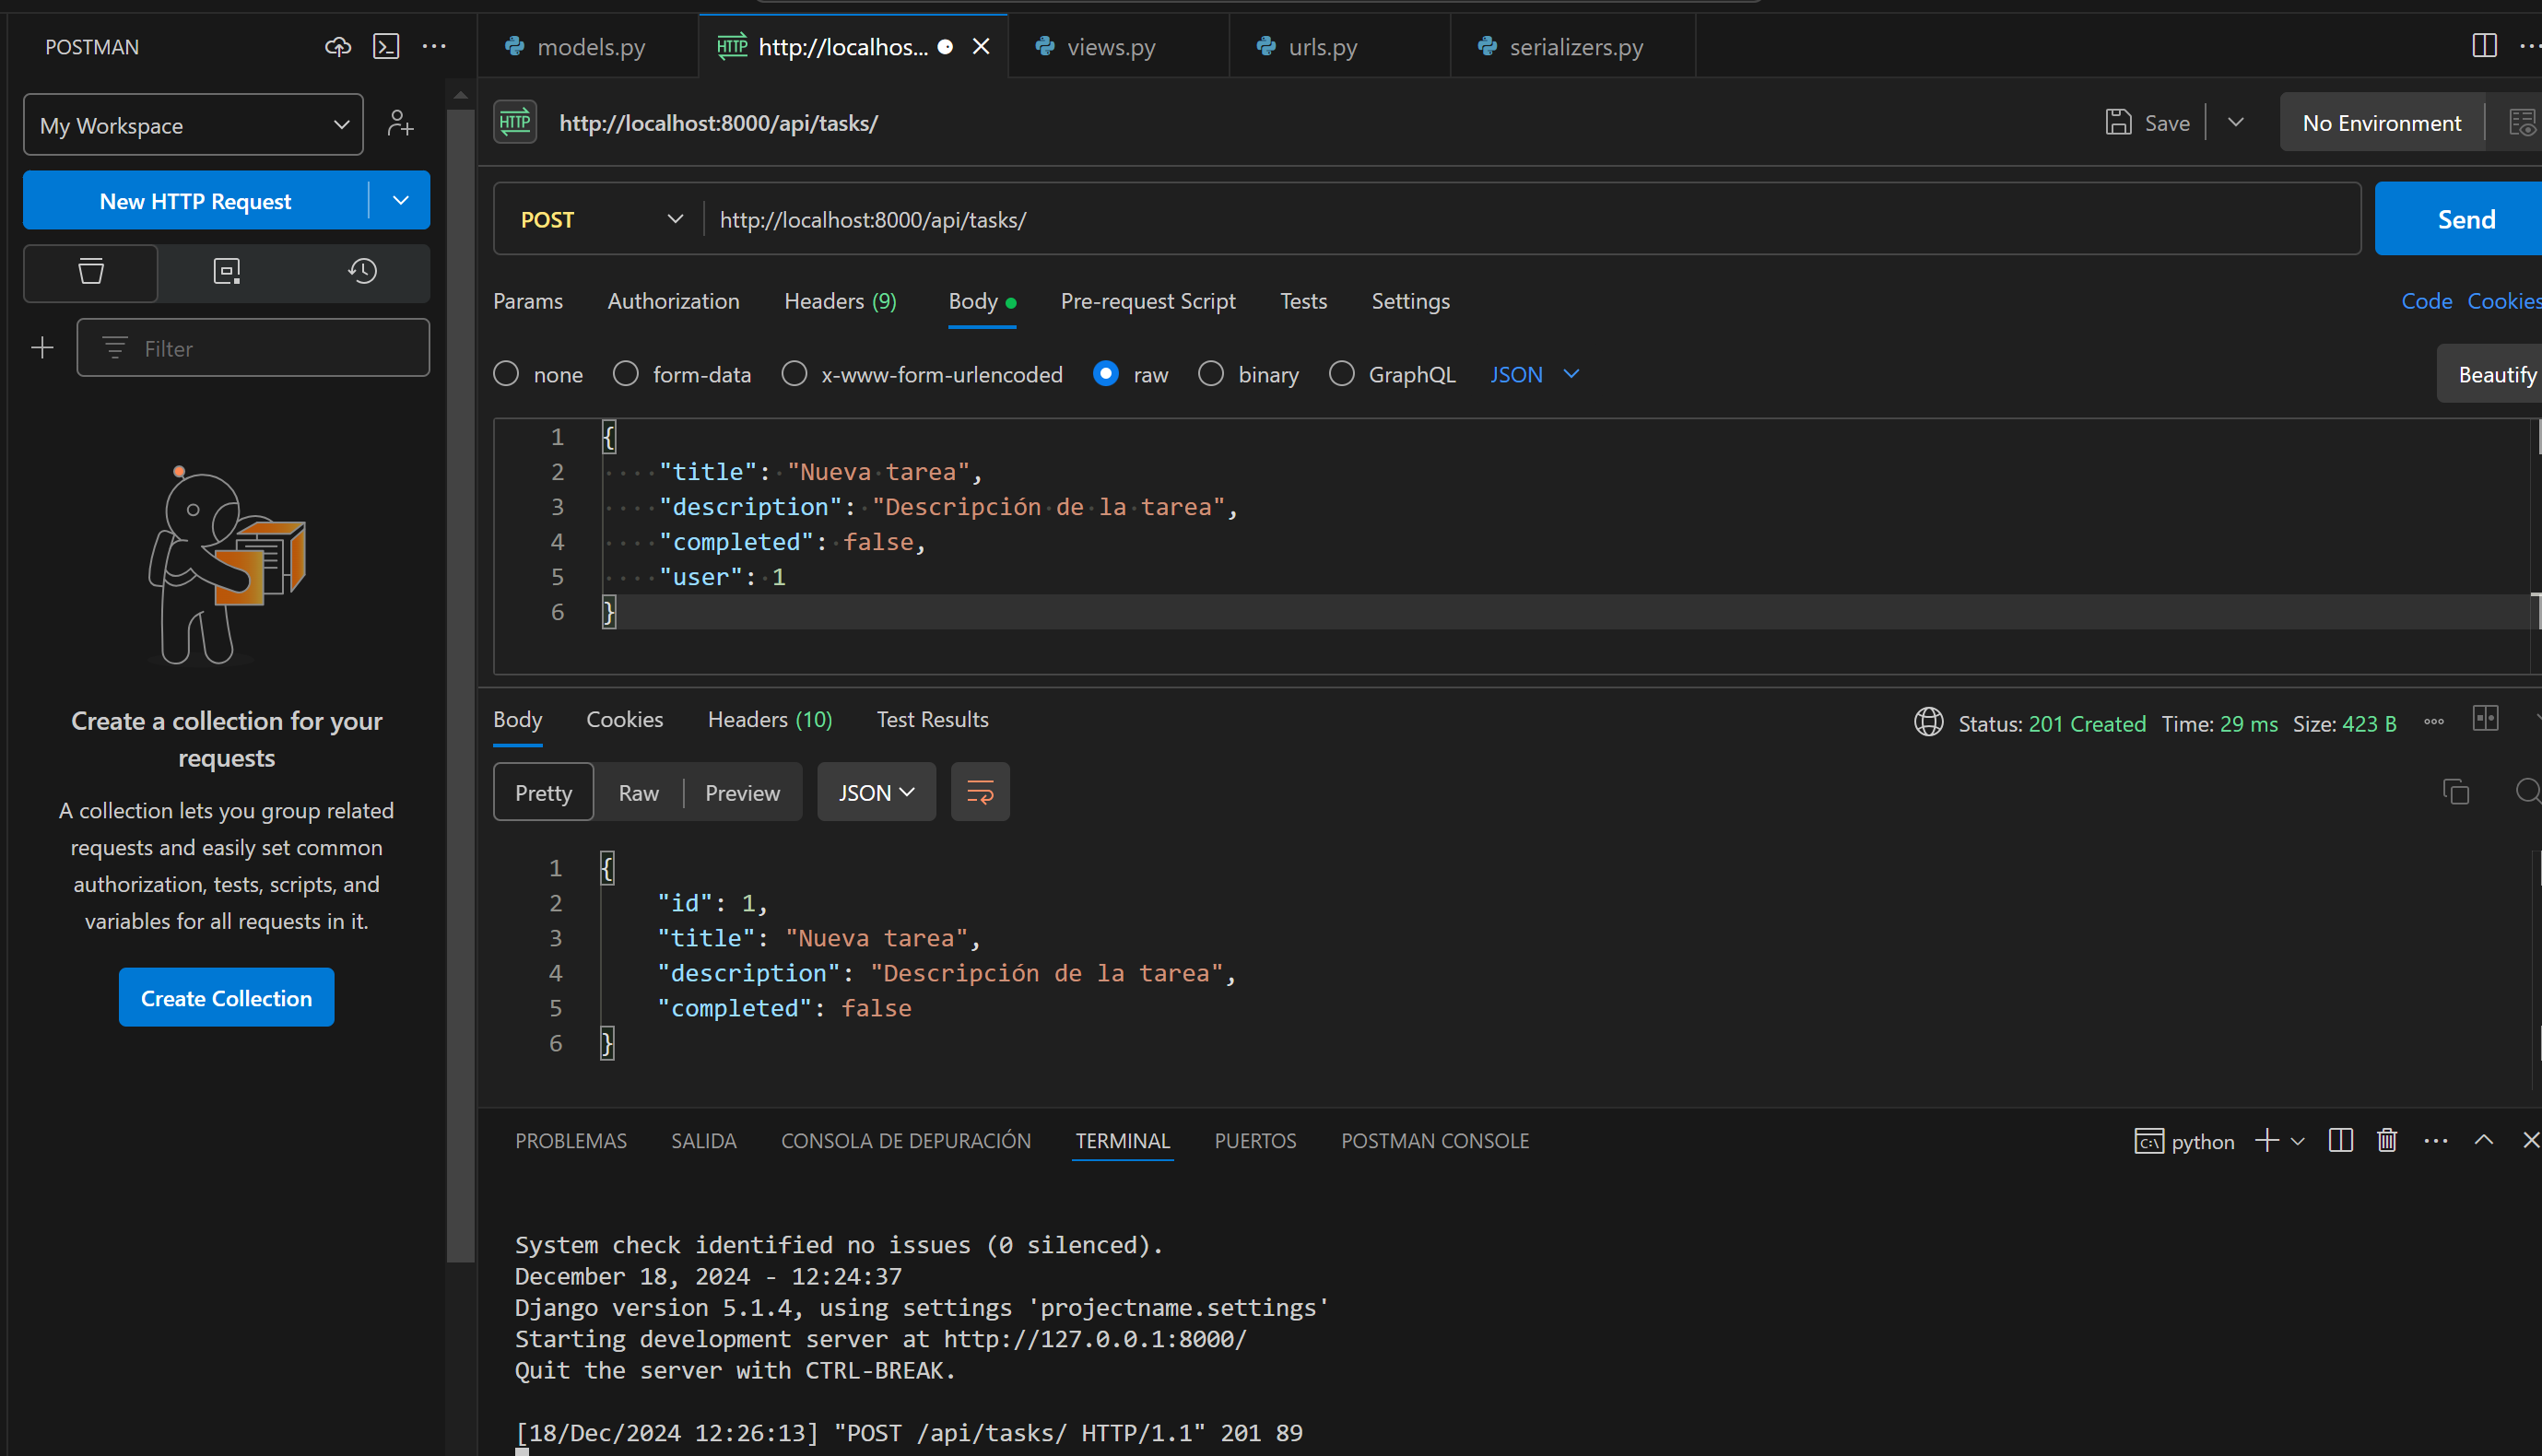 POSTMAN
models.py
http://localhos...
views.py
urls.py
serializers.py
My Workspace
HTTP
http://localhost:8000/api/tasks/
Save
No Environment
New HTTP Request
POST
http://localhost:8000/api/tasks/
Send
Params
Authorization
Headers (9)
Body
Pre-request Script
Tests
Settings
Code
Cookies
Filter
none
form-data
x-www-form-urlencoded
raw
binary
GraphQL
JSON
Beautify
1 {
2 "title": "Nueva tarea",
3 "description": "Descripción de la tarea",
4 "completed": false,
5 "user": 1
6 }
Create a collection for your
requests
A collection lets you group related
requests and easily set common
authorization, tests, scripts, and
variables for all requests in it.
Create Collection
Body
Cookies
Headers (10)
Test Results
Status: 201 Created
Time: 29 ms
Size: 423 B
Pretty
Raw
Preview
JSON
1 {
2 "id": 1,
3 "title": "Nueva tarea",
4 "description": "Descripción de la tarea",
5 "completed": false
6 }
PROBLEMAS
SALIDA
CONSOLA DE DEPURACIÓN
TERMINAL
PUERTOS
POSTMAN CONSOLE
python
System check identified no issues (0 silenced).
December 18, 2024 - 12:24:37
Django version 5.1.4, using settings 'projectname.settings'
Starting development server at http://127.0.0.1:8000/
Quit the server with CTRL-BREAK.
[18/Dec/2024 12:26:13] "POST /api/tasks/ HTTP/1.1" 201 89